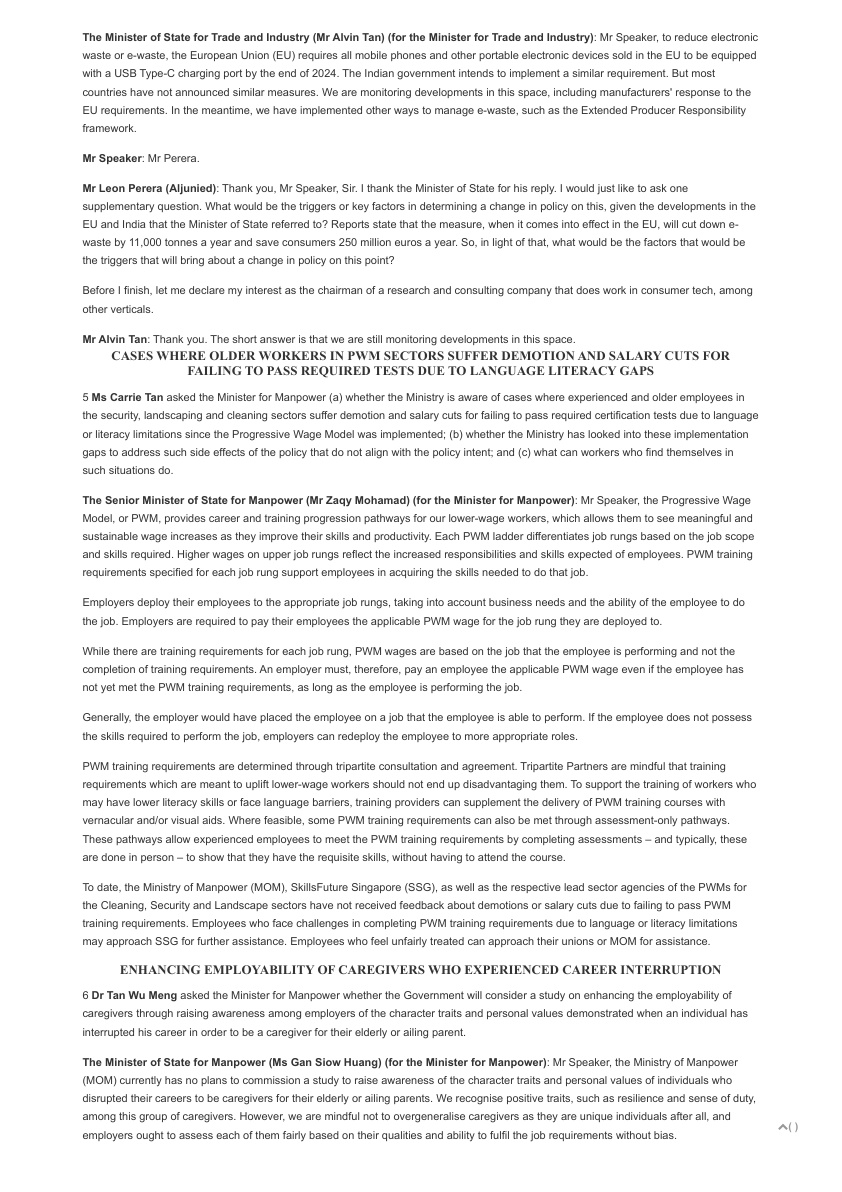 The Minister of State for Trade and Industry (Mr Alvin Tan) (for the Minister for Trade and Industry): Mr Speaker, to reduce electronic
waste or e-waste, the European Union (EU) requires all mobile phones and other portable electronic devices sold in the EU to be equipped
with a USB Type-C charging port by the end of 2024. The Indian government intends to implement a similar requirement. But most
countries have not announced similar measures. We are monitoring developments in this space, including manufacturers' response to the
EU requirements. In the meantime, we have implemented other ways to manage e-waste, such as the Extended Producer Responsibility
framework.
Mr Speaker: Mr Perera.
Mr Leon Perera (Aljunied): Thank you, Mr Speaker, Sir. I thank the Minister of State for his reply. I would just like to ask one
supplementary question. What would be the triggers or key factors in determining a change in policy on this, given the developments in the
EU and India that the Minister of State referred to? Reports state that the measure, when it comes into effect in the EU, will cut down e-
waste by 11,000 tonnes a year and save consumers 250 million euros a year. So, in light of that, what would be the factors that would be
the triggers that will bring about a change in policy on this point?
Before I finish, let me declare my interest as the chairman of a research and consulting company that does work in consumer tech, among
other verticals.
Mr Alvin Tan: Thank you. The short answer is that we are still monitoring developments in this space.
CASES WHERE OLDER WORKERS IN PWM SECTORS SUFFER DEMOTION AND SALARY CUTS FOR
FAILING TO PASS REQUIRED TESTS DUE TO LANGUAGE LITERACY GAPS
5 Ms Carrie Tan asked the Minister for Manpower (a) whether the Ministry is aware of cases where experienced and older employees in
the security, landscaping and cleaning sectors suffer demotion and salary cuts for failing to pass required certification tests due to language
or literacy limitations since the Progressive Wage Model was implemented; (b) whether the Ministry has looked into these implementation
gaps to address such side effects of the policy that do not align with the policy intent; and (c) what can workers who find themselves in
such situations do.
The Senior Minister of State for Manpower (Mr Zaqy Mohamad) (for the Minister for Manpower): Mr Speaker, the Progressive Wage
Model, or PWM, provides career and training progression pathways for our lower-wage workers, which allows them to see meaningful and
sustainable wage increases as they improve their skills and productivity. Each PWM ladder differentiates job rungs based on the job scope
and skills required. Higher wages on upper job rungs reflect the increased responsibilities and skills expected of employees. PWM training
requirements specified for each job rung support employees in acquiring the skills needed to do that job.
Employers deploy their employees to the appropriate job rungs, taking into account business needs and the ability of the employee to do
the job. Employers are required to pay their employees the applicable PWM wage for the job rung they are deployed to.
While there are training requirements for each job rung, PWM wages are based on the job that the employee is performing and not the
completion of training requirements. An employer must, therefore, pay an employee the applicable PWM wage even if the employee has
not yet met the PWM training requirements, as long as the employee is performing the job.
Generally, the employer would have placed the employee on a job that the employee is able to perform. If the employee does not possess
the skills required to perform the job, employers can redeploy the employee to more appropriate roles.
PWM training requirements are determined through tripartite consultation and agreement. Tripartite Partners are mindful that training
requirements which are meant to uplift lower-wage workers should not end up disadvantaging them. To support the training of workers who
may have lower literacy skills or face language barriers, training providers can supplement the delivery of PWM training courses with
vernacular and/or visual aids. Where feasible, some PWM training requirements can also be met through assessment-only pathways.
These pathways allow experienced employees to meet the PWM training requirements by completing assessments – and typically, these
are done in person – to show that they have the requisite skills, without having to attend the course.
To date, the Ministry of Manpower (MOM), SkillsFuture Singapore (SSG), as well as the respective lead sector agencies of the PWMs for
the Cleaning, Security and Landscape sectors have not received feedback about demotions or salary cuts due to failing to pass PWM
training requirements. Employees who face challenges in completing PWM training requirements due to language or literacy limitations
may approach SSG for further assistance. Employees who feel unfairly treated can approach their unions or MOM for assistance.
ENHANCING EMPLOYABILITY OF CAREGIVERS WHO EXPERIENCED CAREER INTERRUPTION
6 Dr Tan Wu Meng asked the Minister for Manpower whether the Government will consider a study on enhancing the employability of
caregivers through raising awareness among employers of the character traits and personal values demonstrated when an individual has
interrupted his career in order to be a caregiver for their elderly or ailing parent.
The Minister of State for Manpower (Ms Gan Siow Huang) (for the Minister for Manpower): Mr Speaker, the Ministry of Manpower
(MOM) currently has no plans to commission a study to raise awareness of the character traits and personal values of individuals who
disrupted their careers to be caregivers for their elderly or ailing parents. We recognise positive traits, such as resilience and sense of duty,
among this group of caregivers. However, we are mindful not to overgeneralise caregivers as they are unique individuals after all, and
employers ought to assess each of them fairly based on their qualities and ability to fulfil the job requirements without bias.
( )